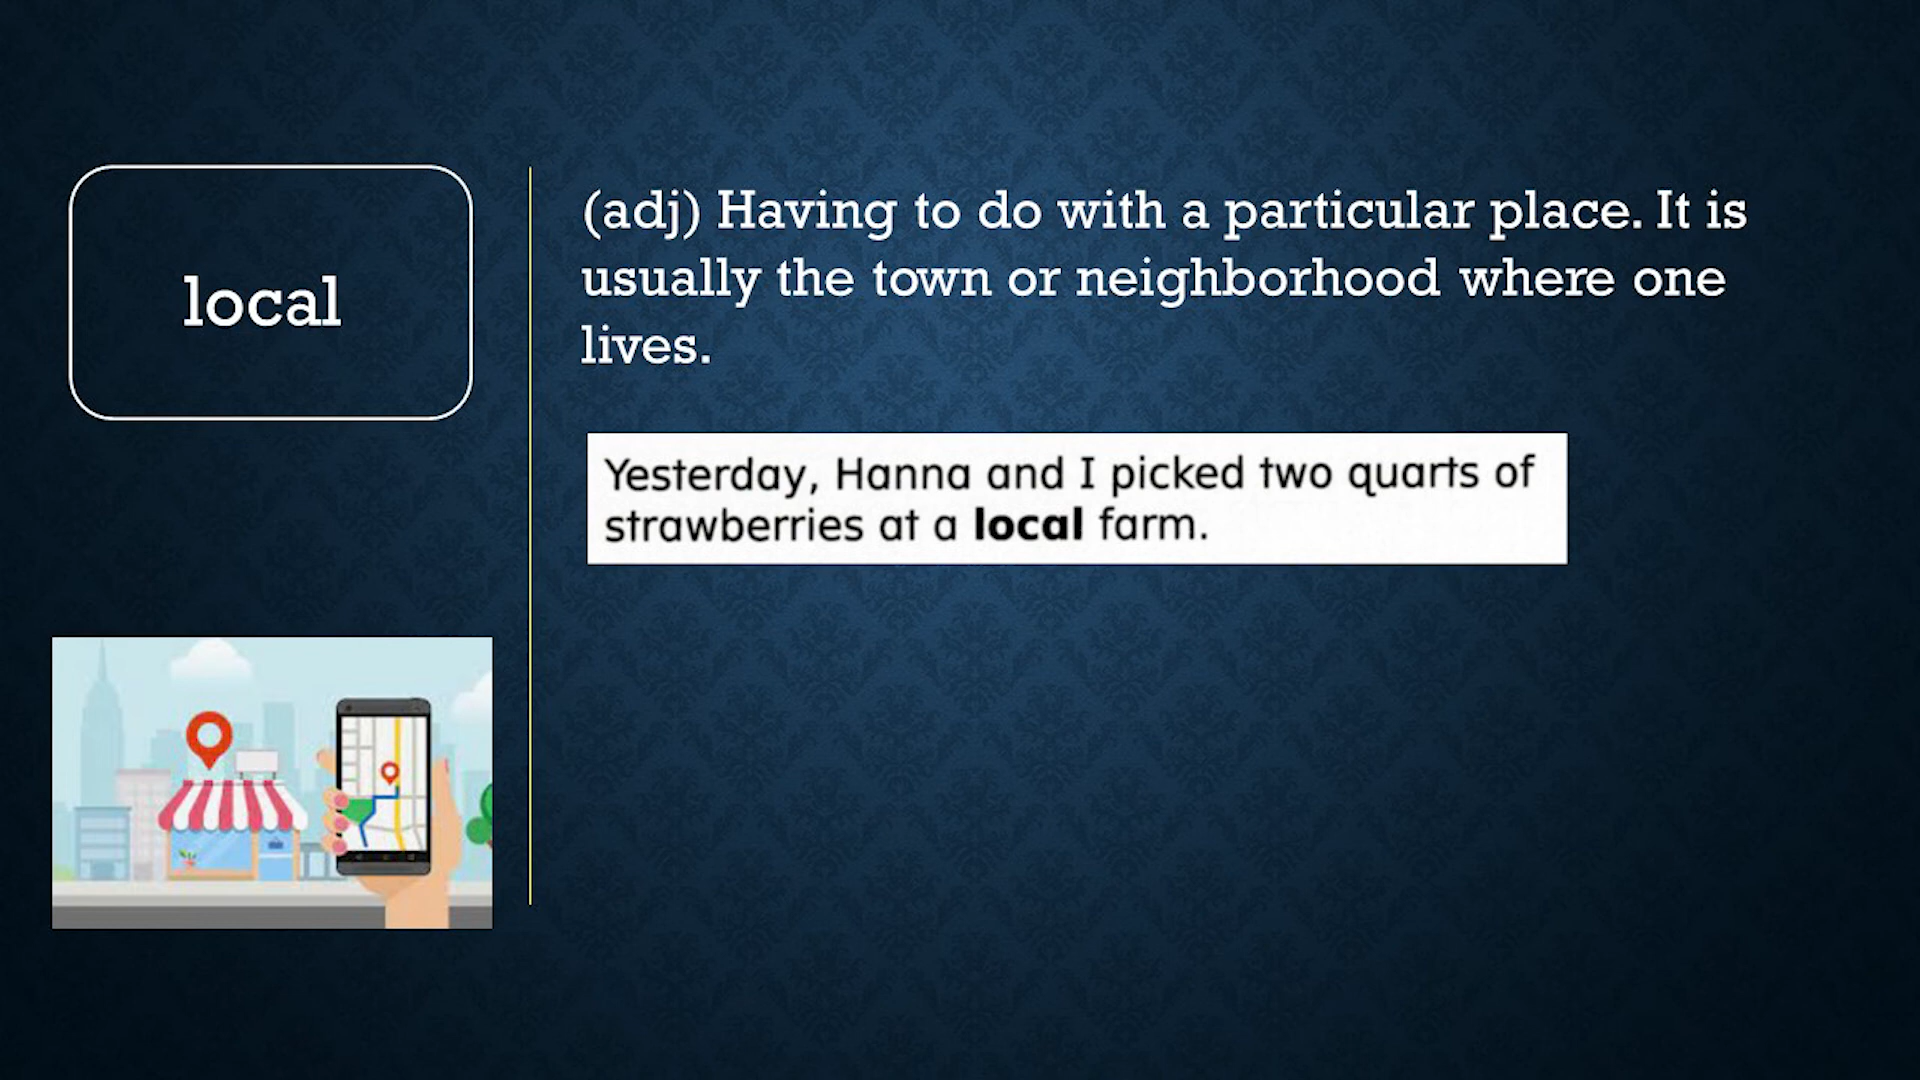 local
(adj) Having to do with a particular place. It is
usually the town or neighborhood where one
lives.
Yesterday, Hanna and I picked two quarts of
strawberries at a local farm.